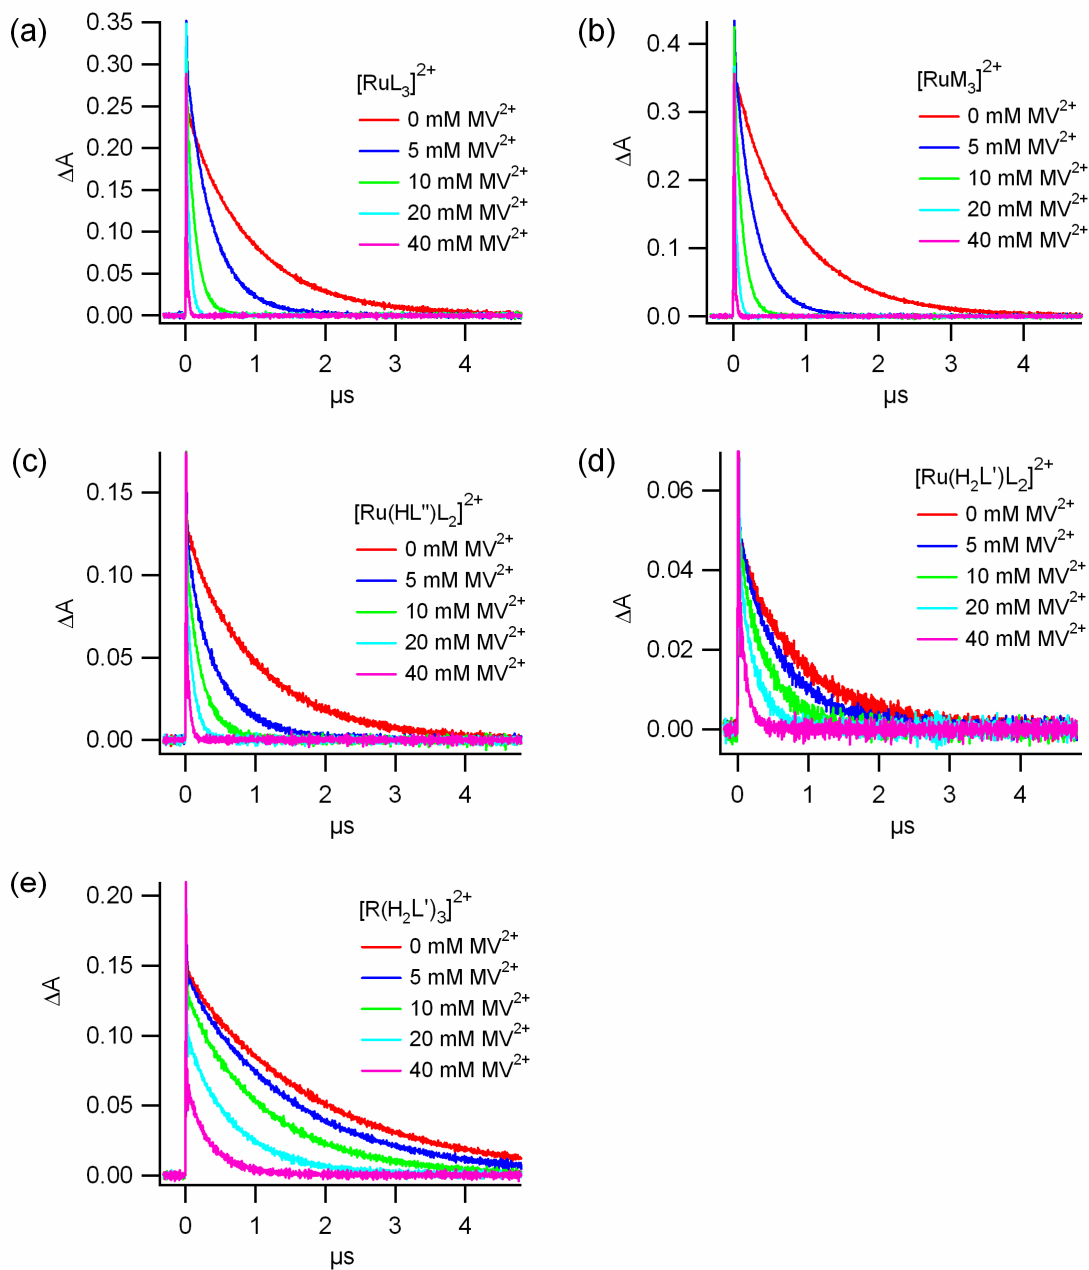 (a)
0.35
0.30
0.25
0.20
0.15
0.10
0.05
0.00
ΔA
[RuL₃]²⁺
0 mM MV²⁺
5 mM MV²⁺
10 mM MV²⁺
20 mM MV²⁺
40 mM MV²⁺
0 1 2 3 4
µs
(b)
0.4
0.3
0.2
0.1
0.0
ΔA
[RuM₃]²⁺
0 mM MV²⁺
5 mM MV²⁺
10 mM MV²⁺
20 mM MV²⁺
40 mM MV²⁺
0 1 2 3 4
µs
(c)
0.15
0.10
0.05
0.00
ΔA
[Ru(HL")L₂]²⁺
0 mM MV²⁺
5 mM MV²⁺
10 mM MV²⁺
20 mM MV²⁺
40 mM MV²⁺
0 1 2 3 4
µs
(d)
0.06
0.04
0.02
0.00
ΔA
[Ru(H₂L')L₂]²⁺
0 mM MV²⁺
5 mM MV²⁺
10 mM MV²⁺
20 mM MV²⁺
40 mM MV²⁺
0 1 2 3 4
µs
(e)
0.20
0.15
0.10
0.05
0.00
ΔA
[R(H₂L')₃]²⁺
0 mM MV²⁺
5 mM MV²⁺
10 mM MV²⁺
20 mM MV²⁺
40 mM MV²⁺
0 1 2 3 4
µs